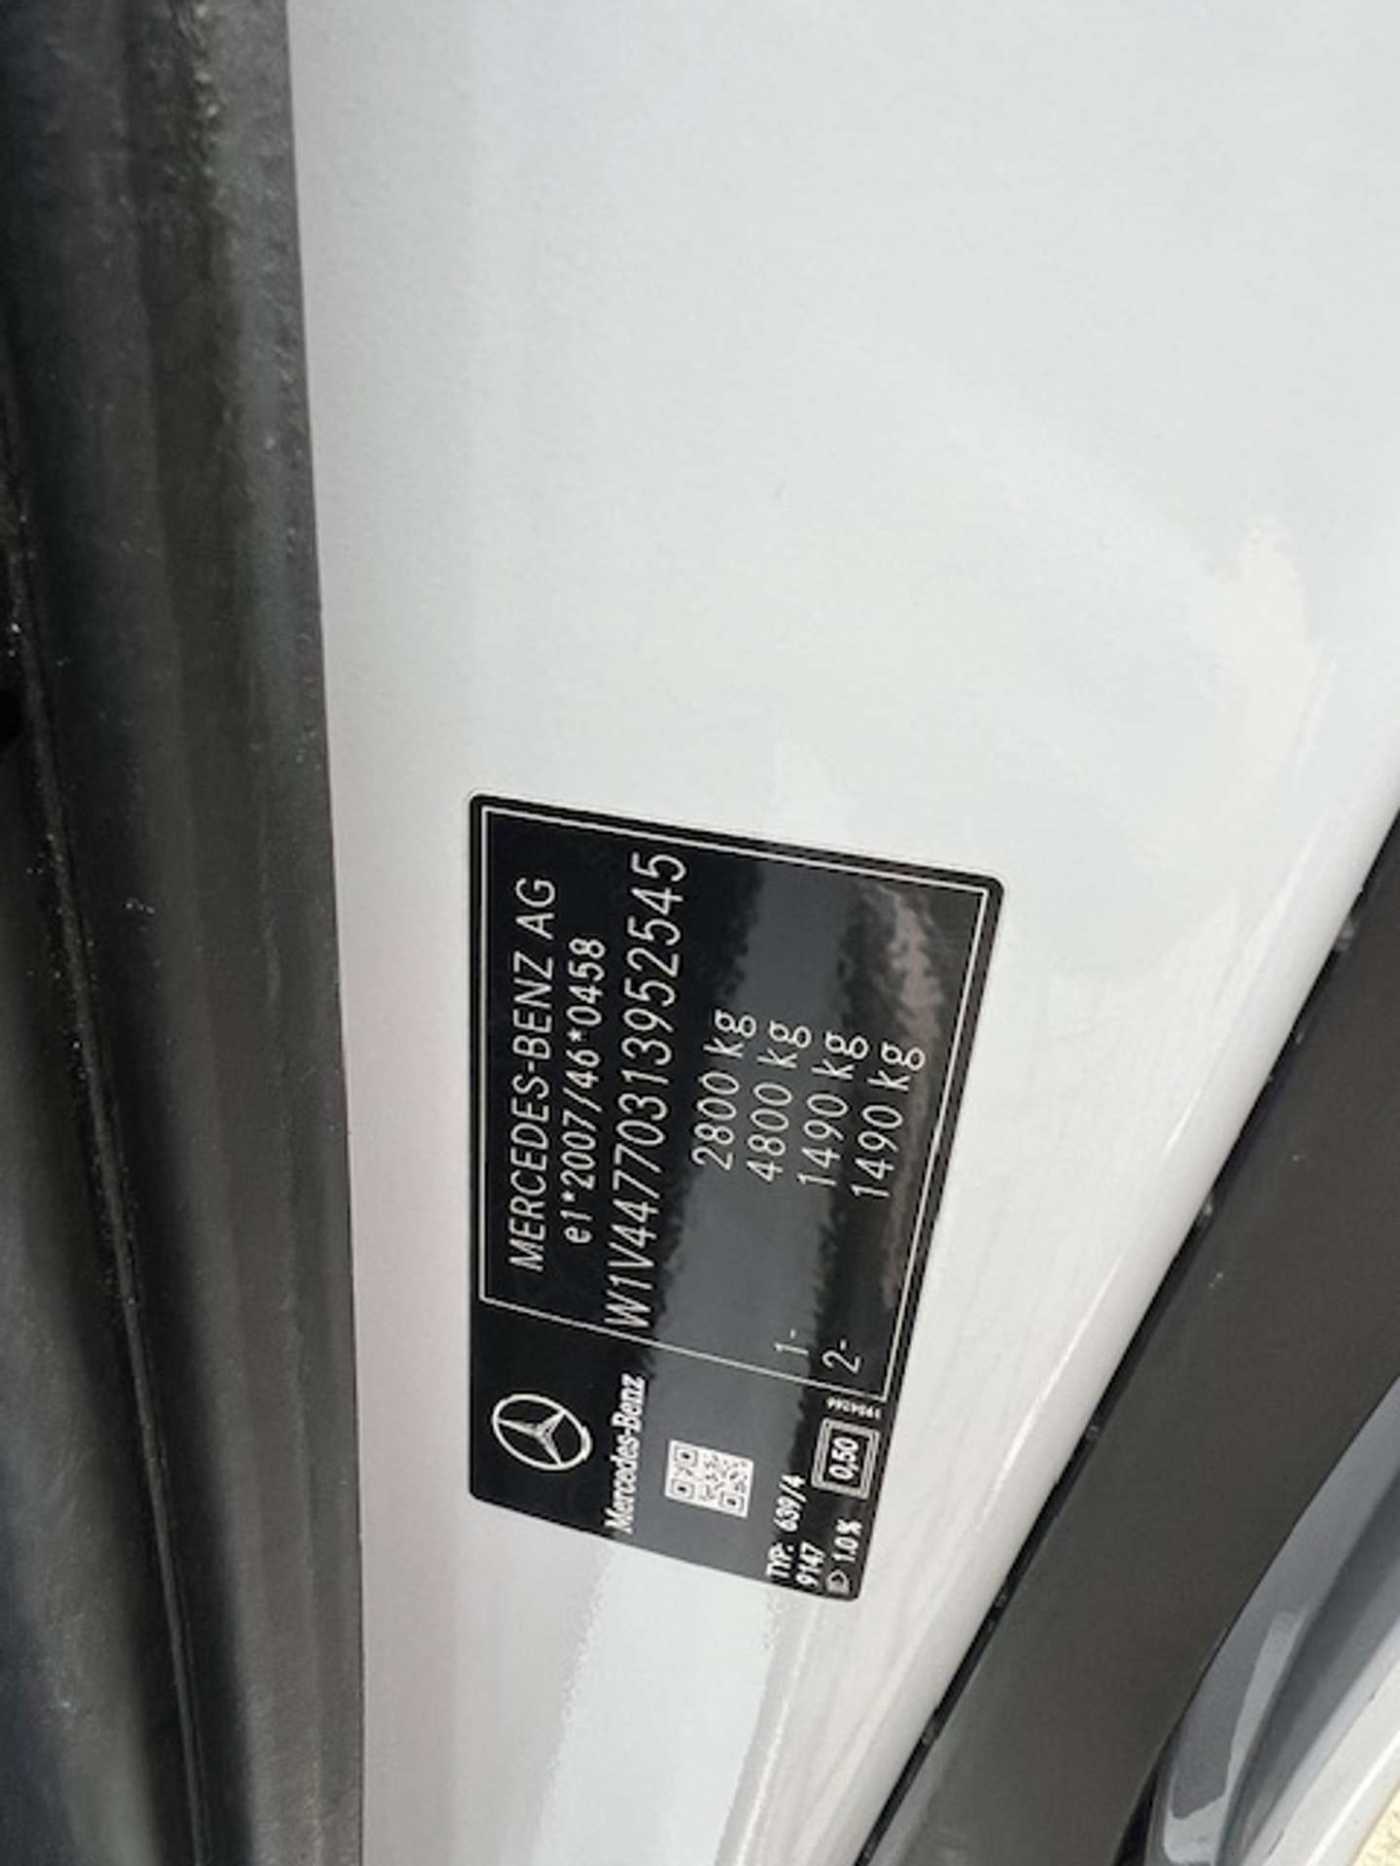 MERCEDES-BENZ AG
e1*2007/46*0458
W1V44770313952545
2800 kg
4800 kg
1- 1490 kg
2- 1490 kg
Mercedes-Benz
TYP: 639/4
9147
1.0 %
0,50